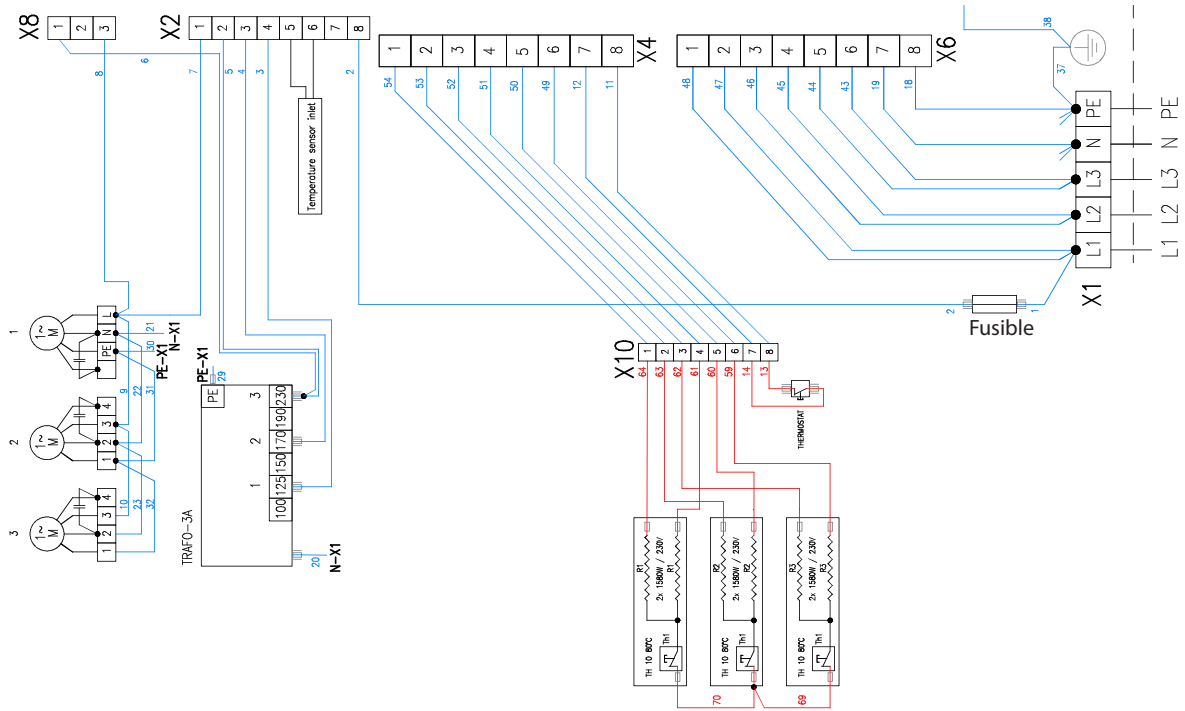 X8
1
2
3
X2
1
2
3
4
5
6
7
8
X4
1
2
3
4
5
6
7
8
X6
1
2
3
4
5
6
7
8
38
37
8
6
7
5
4
3
2
54
53
52
51
50
49
12
11
48
47
46
45
44
43
19
18
Temperature sensor inlet
PE
N
L3
L2
L1
PE
N
L3
L2
L1
X1
2
1
Fusible
1
1~
M
L
N
PE
21
N-X1
30
PE-X1
9
22
31
2
1~
M
4
3
2
1
10
23
32
3
1~
M
4
3
2
1
PE-X1
29
PE
TRAFO-3A
3
2
1
230
190
170
150
125
100
20
N-X1
X10
1
2
3
4
5
6
7
8
64
63
62
61
60
59
14
13
THERMOSTAT
R1
R1
2x 1580W / 230V
TH 10 80°C
Th1
R2
R2
2x 1580W / 230V
TH 10 80°C
Th1
R3
R3
2x 1580W / 230V
TH 10 80°C
Th1
70
69